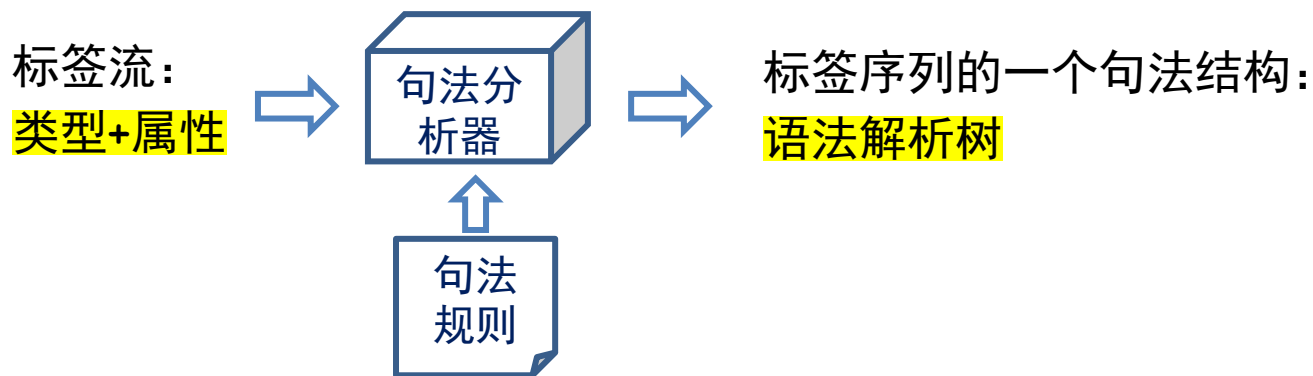 标签流：
类型+属性
句法分
析器
标签序列的一个句法结构：
语法解析树
句法
规则